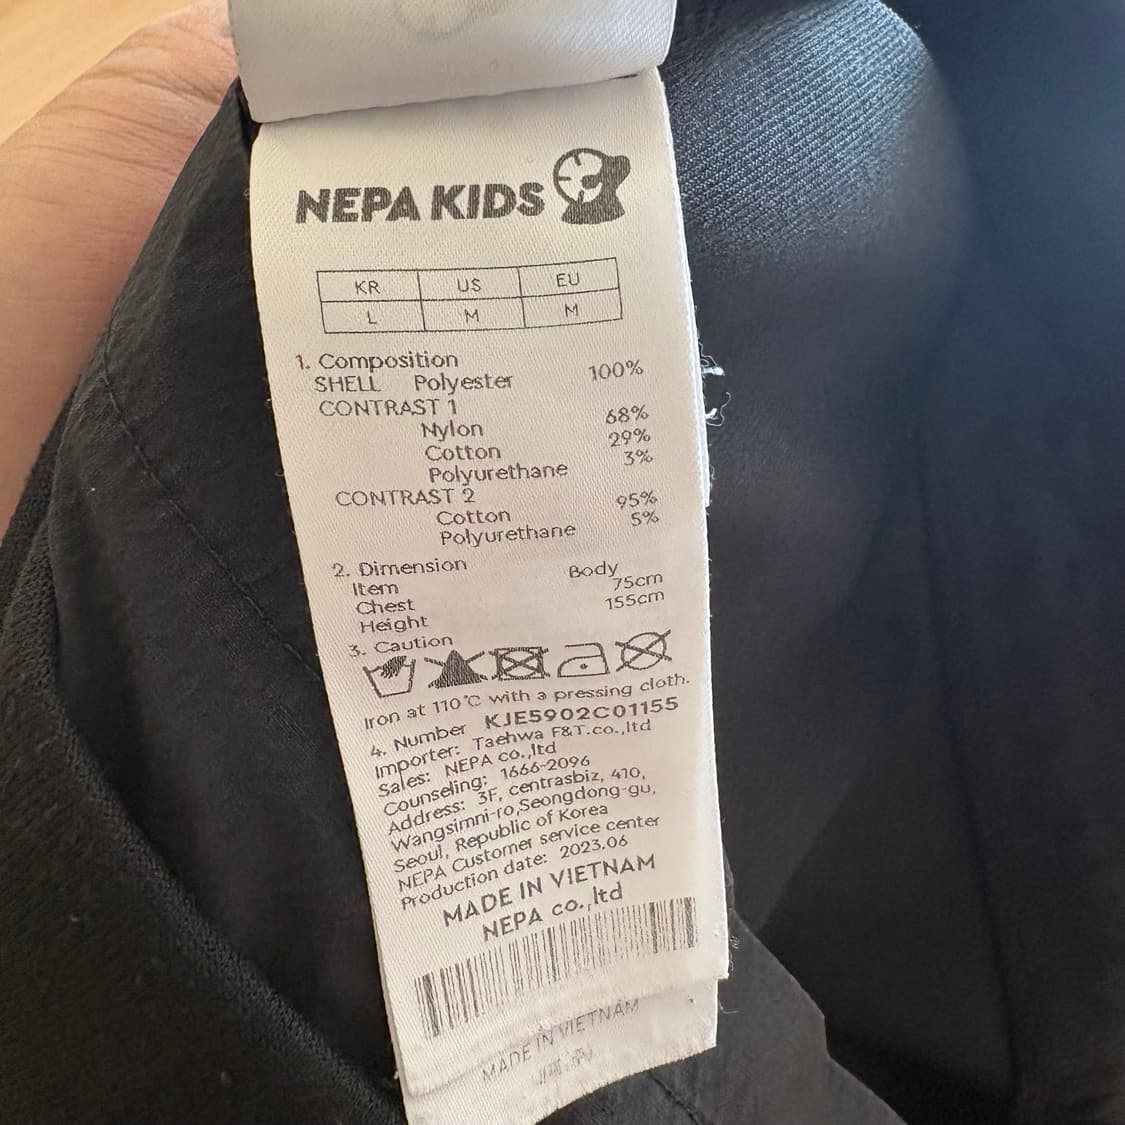 NEPA KIDS
KR US EU
L M M
1. Composition
SHELL Polyester 100%
CONTRAST 1
Nylon 68%
Cotton 29%
Polyurethane 3%
CONTRAST 2
Cotton 95%
Polyurethane 5%
2. Dimension
Item Body
Chest 75cm
Height 155cm
3. Caution
Iron at 110℃ with a pressing cloth.
4. Number KJE5902C01155
Importer: Taehwa F&T.co.,ltd
Sales: NEPA co.,ltd
Counseling: 1666-2096
Address: 3F, centrasbiz, 410,
Wangsimni-ro,Seongdong-gu,
Seoul, Republic of Korea
NEPA Customer service center
Production date: 2023.06
MADE IN VIETNAM
NEPA co.,ltd
MADE IN VIETNAM